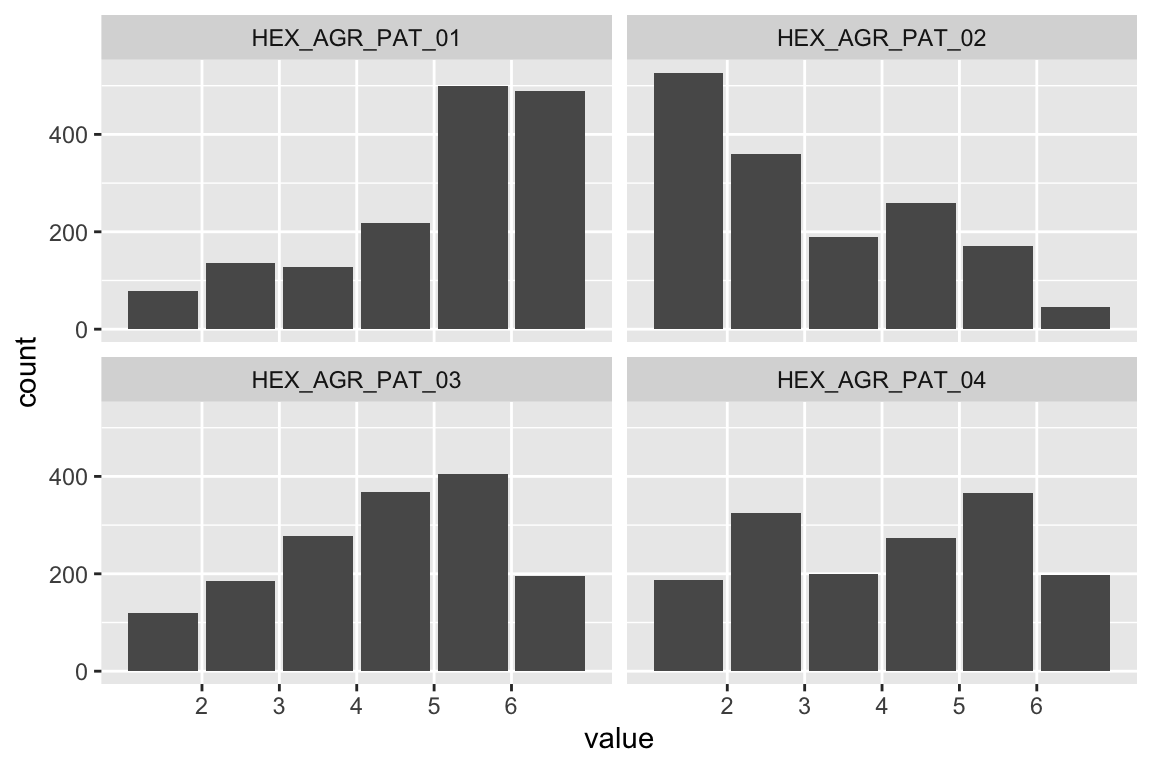 HEX_AGR_PAT_01
HEX_AGR_PAT_02
400
200
0
HEX_AGR_PAT_03
HEX_AGR_PAT_04
400
200
0
count
2 3 4 5 6
2 3 4 5 6
value